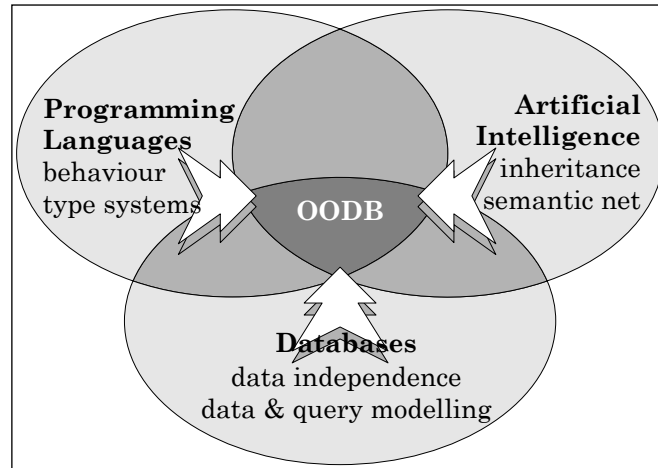 Programming
Languages
behaviour
type systems
Artificial
Intelligence
inheritance
semantic net
OODB
Databases
data independence
data & query modelling